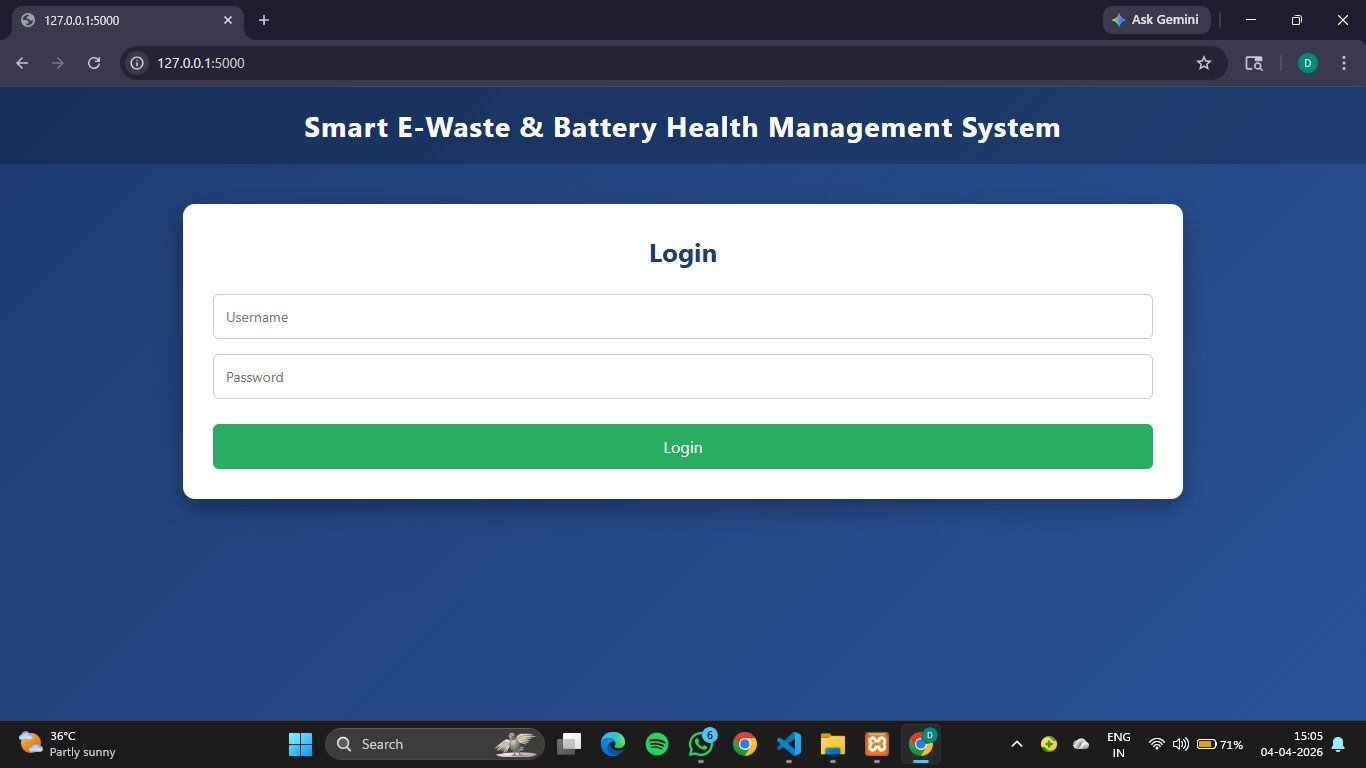 127.0.0.1:5000
Ask Gemini
127.0.0.1:5000
D
Smart E-Waste & Battery Health Management System
Login
Username
Password
Login
36°C
Partly sunny
Search
6
D
ENG
IN
71%
15:05
04-04-2026